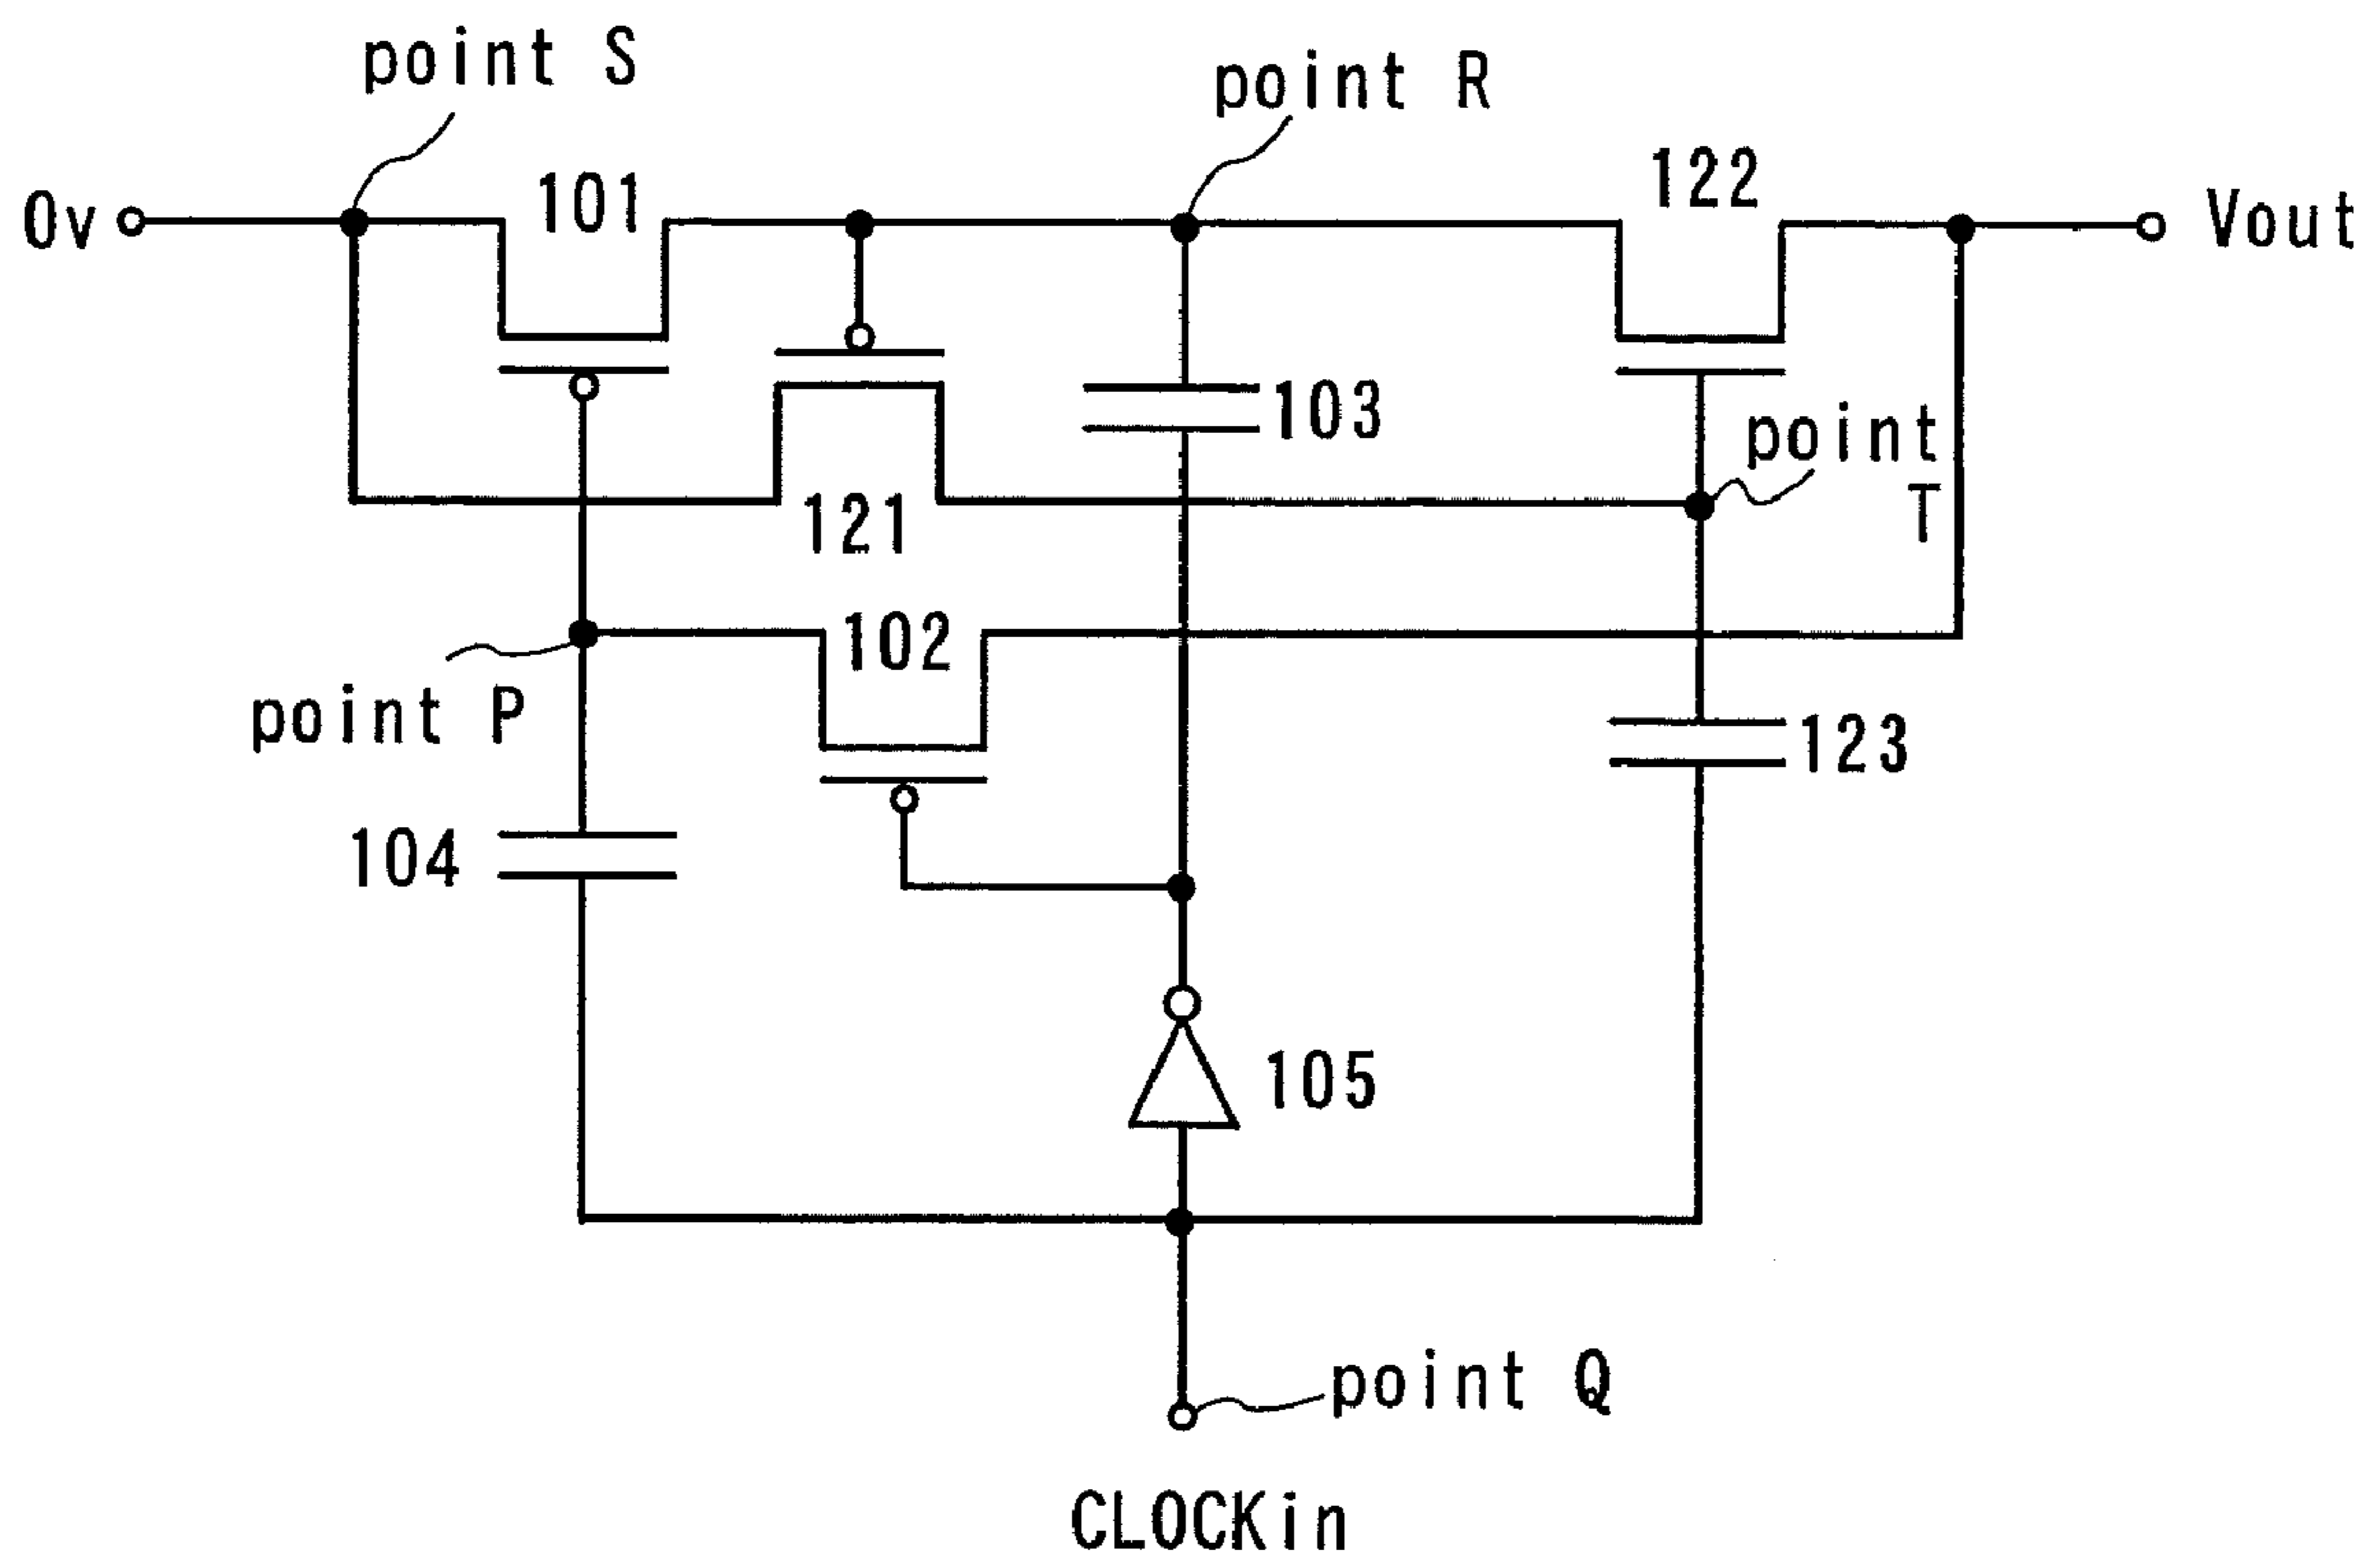 point S
point R
122
101
0v
Vout
103
point
T
121
102
point P
123
104
105
point Q
CLOCKin